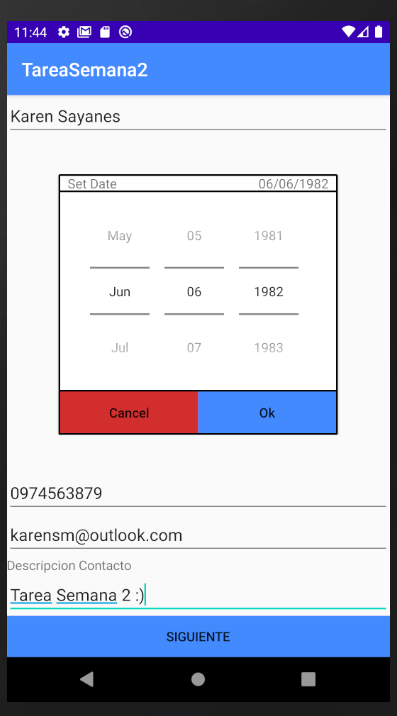 11:44
TareaSemana2
Karen Sayanes
Set Date 06/06/1982
May 05 1981
Jun 06 1982
Jul 07 1983
Cancel Ok
0974563879
karensm@outlook.com
Descripcion Contacto
Tarea Semana 2 :)
SIGUIENTE